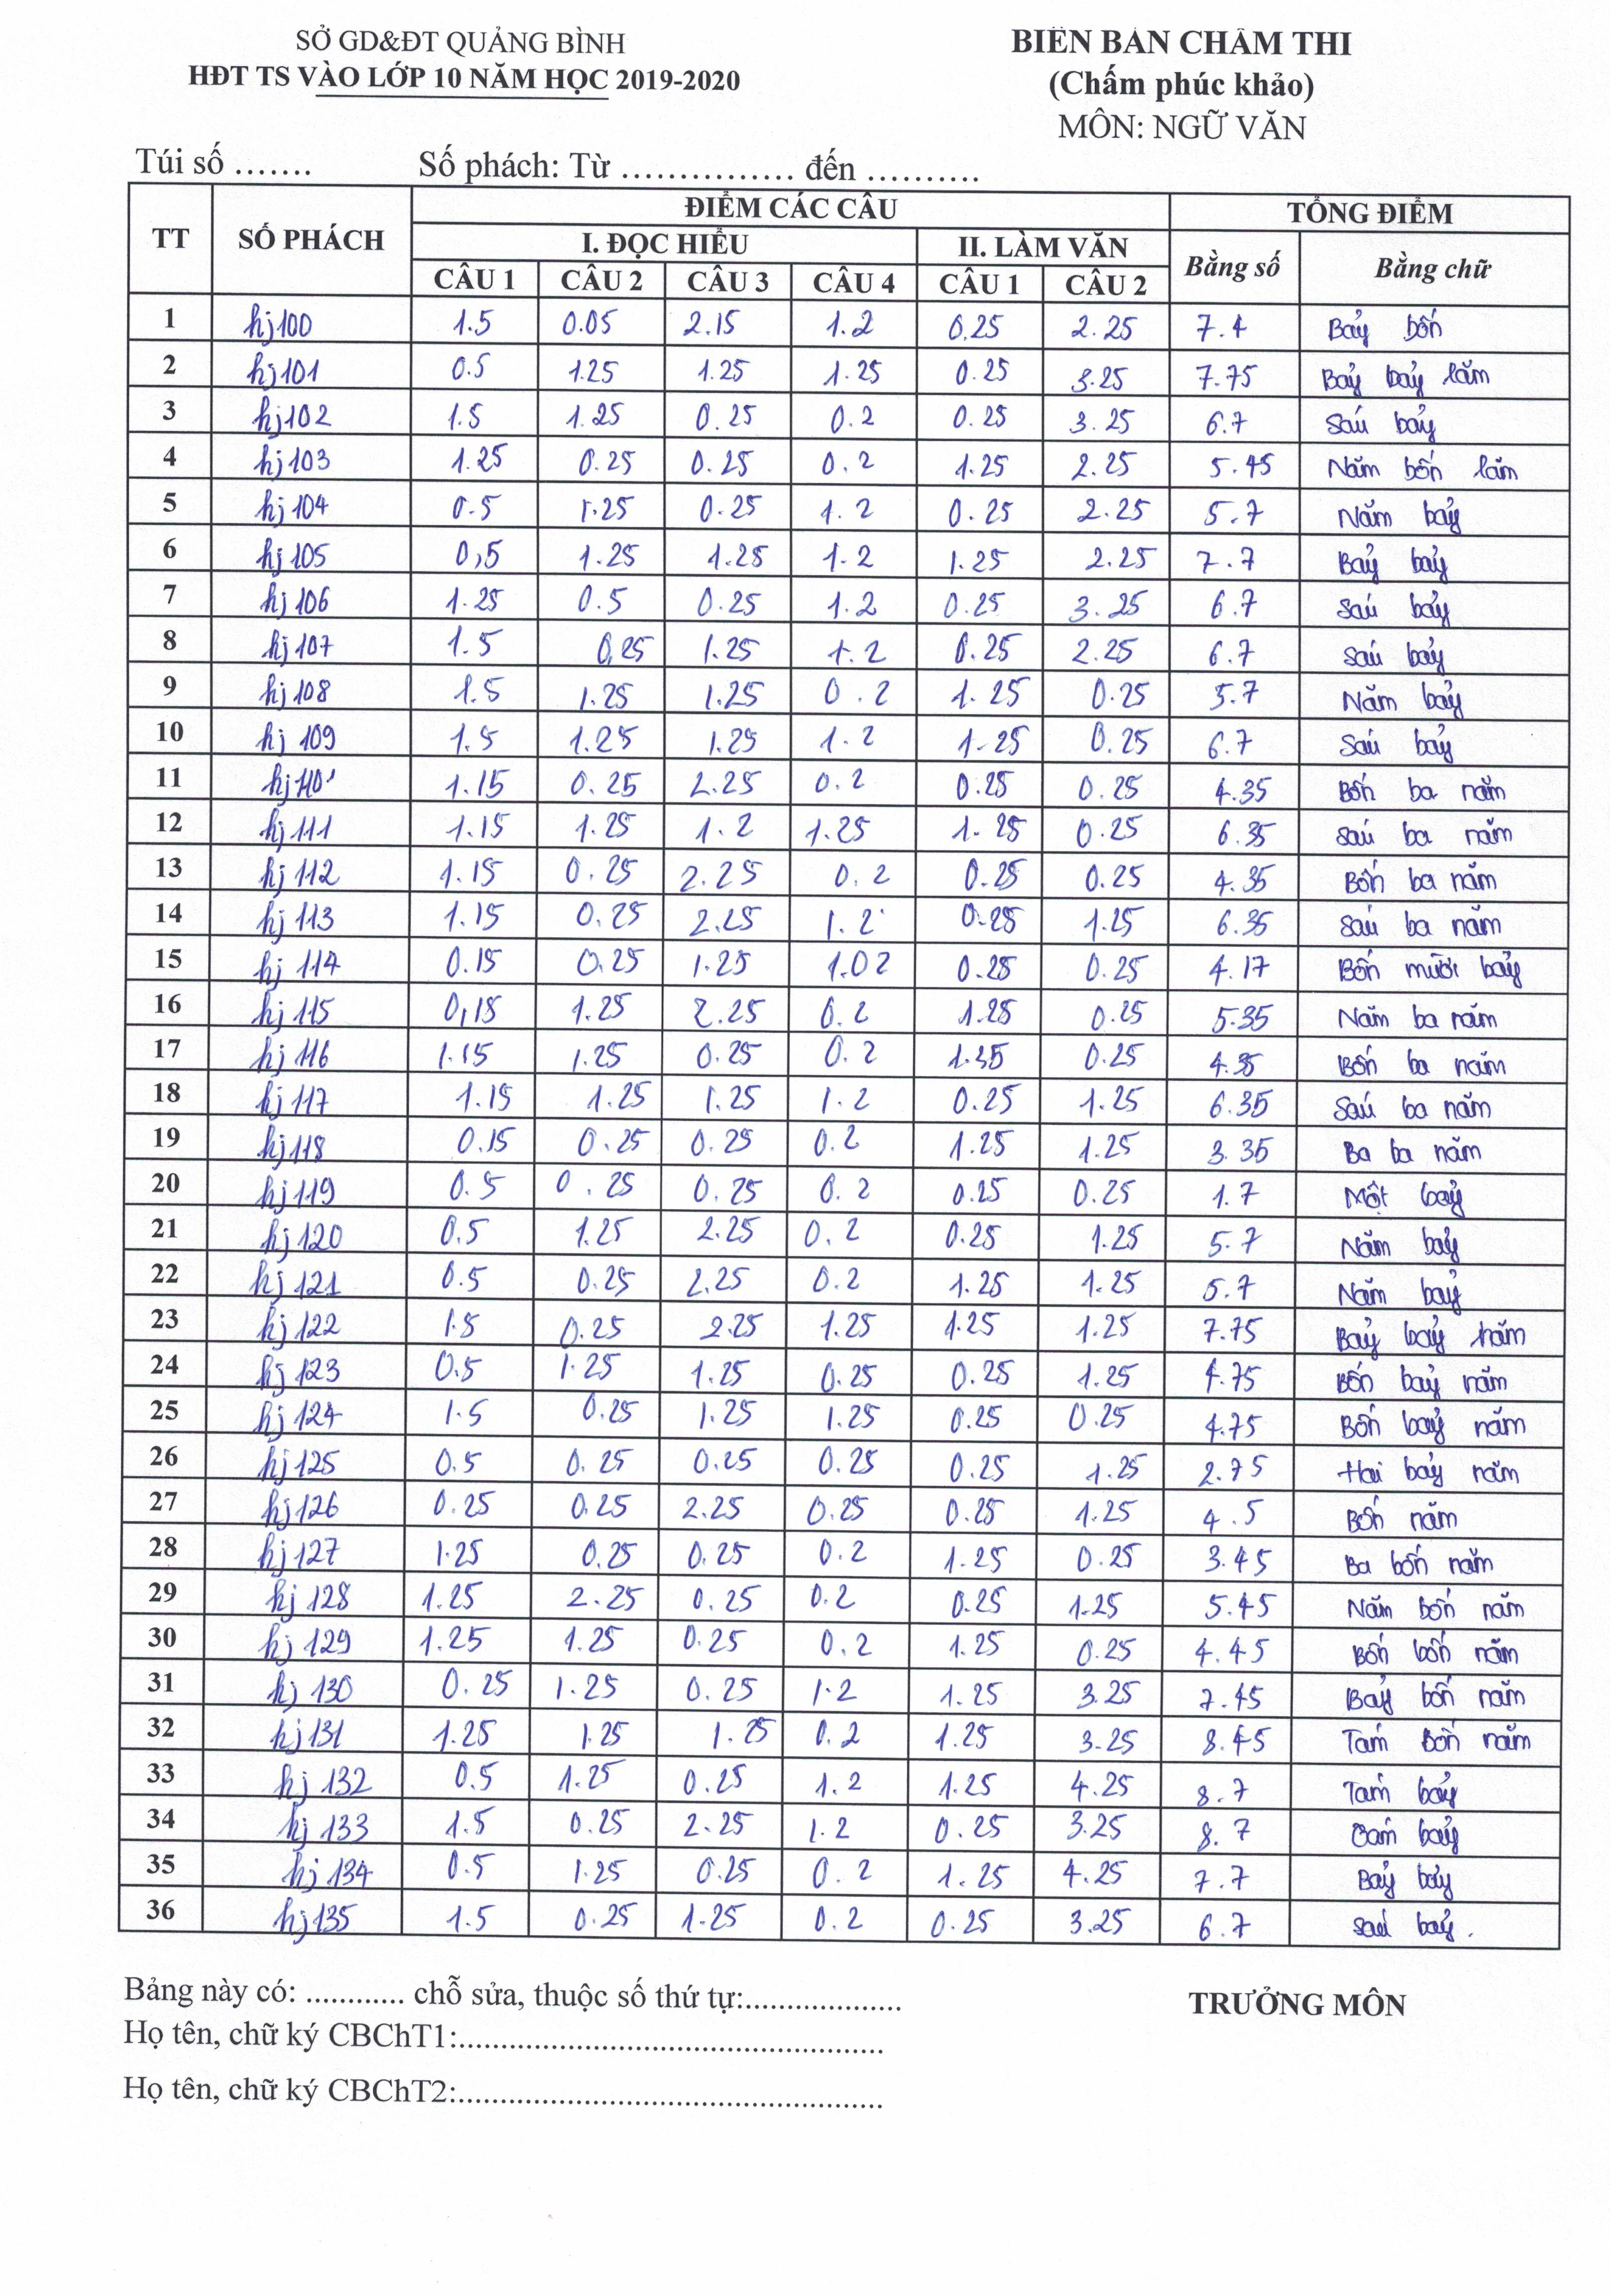 SỞ GD&ĐT QUẢNG BÌNH
HĐT TS VÀO LỚP 10 NĂM HỌC 2019-2020
BIÊN BẢN CHẤM THI
(Chấm phúc khảo)
MÔN: NGỮ VĂN
Túi số ....... Số phách: Từ ............... đến ..........
TT SỐ PHÁCH ĐIỂM CÁC CÂU TỔNG ĐIỂM
I. ĐỌC HIỂU II. LÀM VĂN Bằng số Bằng chữ
CÂU 1 CÂU 2 CÂU 3 CÂU 4 CÂU 1 CÂU 2
1 hj100 1.5 0.05 2.15 1.2 0.25 2.25 7.4 Bảy bốn
2 hj101 0.5 1.25 1.25 1.25 0.25 3.25 7.75 Bảy bảy lăm
3 hj102 1.5 1.25 0.25 0.2 0.25 3.25 6.7 Sáu bảy
4 hj103 1.25 0.25 0.25 0.2 1.25 2.25 5.45 Năm bốn lăm
5 hj104 0.5 1.25 0.25 1.2 0.25 2.25 5.7 Năm bảy
6 hj105 0,5 1.25 1.25 1.2 1.25 2.25 7.7 Bảy bảy
7 hj106 1.25 0.5 0.25 1.2 0.25 3.25 6.7 Sáu bảy
8 hj107 1.5 0,25 1.25 1.2 0.25 2.25 6.7 Sáu bảy
9 hj108 1.5 1.25 1.25 0.2 1.25 0.25 5.7 Năm bảy
10 hj109 1.5 1.25 1.25 1.2 1.25 0.25 6.7 Sáu bảy
11 hj110 1.15 0.25 2.25 0.2 0.25 0.25 4.35 Bốn ba năm
12 hj111 1.15 1.25 1.2 1.25 1.25 0.25 6.35 Sáu ba năm
13 hj112 1.15 0.25 2.25 0.2 0.25 0.25 4.35 Bốn ba năm
14 hj113 1.15 0.25 2.25 1.2 0.25 1.25 6.35 Sáu ba năm
15 hj114 0.15 0.25 1.25 1.02 0.25 0.25 4.17 Bốn mười bảy
16 hj115 0,15 1.25 2.25 0.2 1.25 0.25 5.35 Năm ba năm
17 hj116 1.15 1.25 0.25 0.2 1.35 0.25 4.35 Bốn ba năm
18 hj117 1.15 1.25 1.25 1.2 0.25 1.25 6.35 Sáu ba năm
19 hj118 0.15 0.25 0.25 0.2 1.25 1.25 3.35 Ba ba năm
20 hj119 0.5 0.25 0.25 0.2 0.25 0.25 1.7 Một bảy
21 hj120 0.5 1.25 2.25 0.2 0.25 1.25 5.7 Năm bảy
22 hj121 0.5 0.25 2.25 0.2 1.25 1.25 5.7 Năm bảy
23 hj122 1.5 0.25 2.25 1.25 1.25 1.25 7.75 Bảy bảy năm
24 hj123 0.5 1.25 1.25 0.25 0.25 1.25 4.75 Bốn bảy năm
25 hj124 1.5 0.25 1.25 1.25 0.25 0.25 4.75 Bốn bảy năm
26 hj125 0.5 0.25 0.25 0.25 0.25 1.25 2.75 Hai bảy năm
27 hj126 0.25 0.25 2.25 0.25 0.25 1.25 4.5 Bốn năm
28 hj127 1.25 0.25 0.25 0.2 1.25 0.25 3.45 Ba bốn năm
29 hj128 1.25 2.25 0.25 0.2 0.25 1.25 5.45 Năm bốn năm
30 hj129 1.25 1.25 0.25 0.2 1.25 0.25 4.45 Bốn bốn năm
31 hj130 0.25 1.25 0.25 1.2 1.25 3.25 7.45 Bảy bốn năm
32 hj131 1.25 1.25 1.25 0.2 1.25 3.25 8.45 Tám Bốn năm
33 hj132 0.5 1.25 0.25 1.2 1.25 4.25 8.7 Tám bảy
34 hj133 1.5 0.25 2.25 1.2 0.25 3.25 8.7 bảy
35 hj134 0.5 1.25 0.25 0.2 1.25 4.25 7.7 Bảy bảy
36 hj135 1.5 0.25 1.25 0.2 0.25 3.25 6.7 Sáu bảy.
Bảng này có: ............ chỗ sửa, thuộc số thứ tự:...................
TRƯỞNG MÔN
Họ tên, chữ ký CBChT1:...................................................
Họ tên, chữ ký CBChT2:...................................................